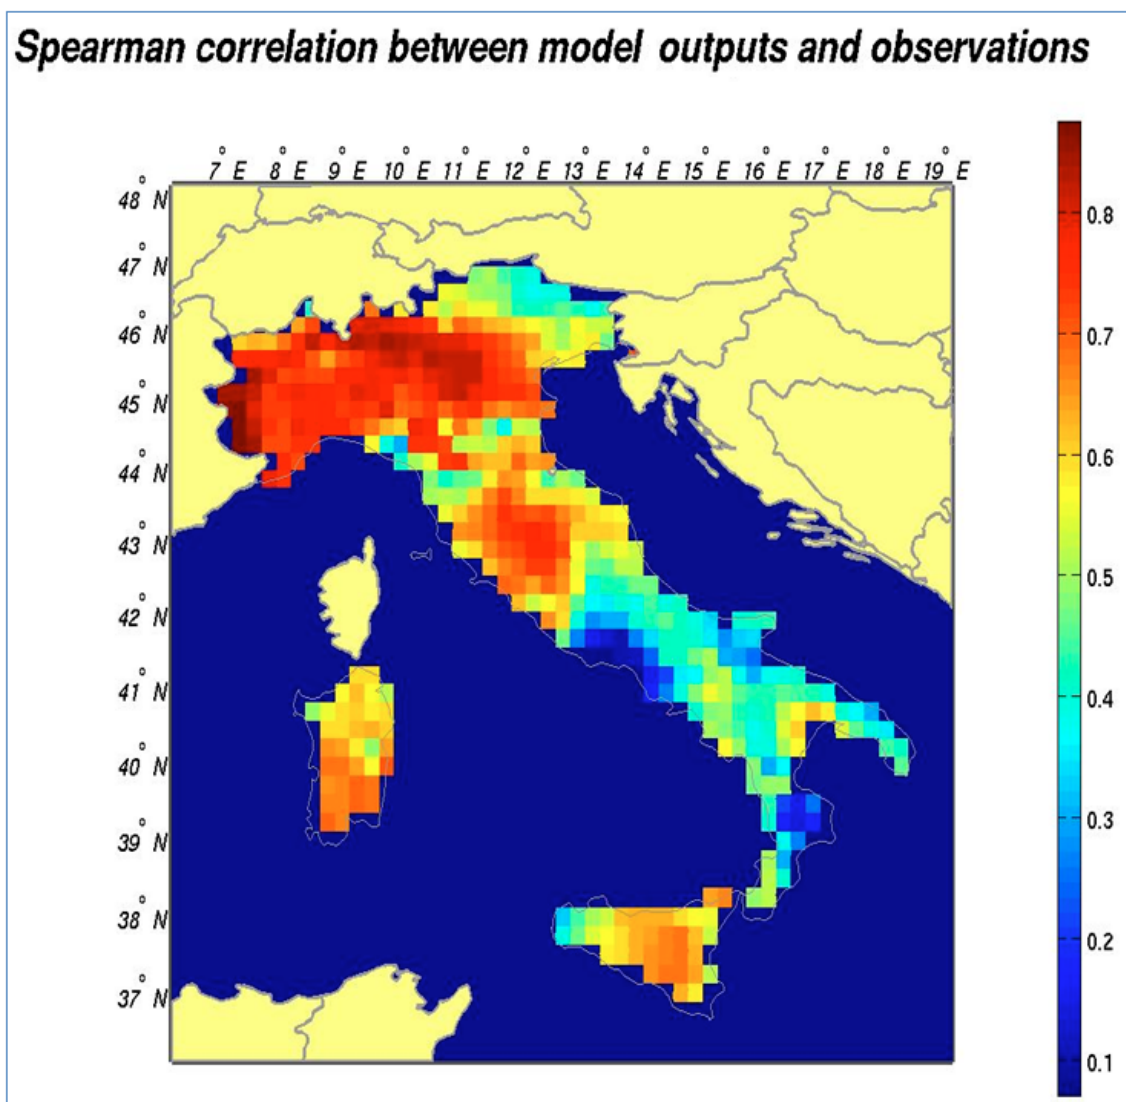 Spearman correlation between model outputs and observations
7° E 8° E 9° E 10° E 11° E 12° E 13° E 14° E 15° E 16° E 17° E 18° E 19° E
48° N
47° N
46° N
45° N
44° N
43° N
42° N
41° N
40° N
39° N
38° N
37° N
0.8
0.7
0.6
0.5
0.4
0.3
0.2
0.1